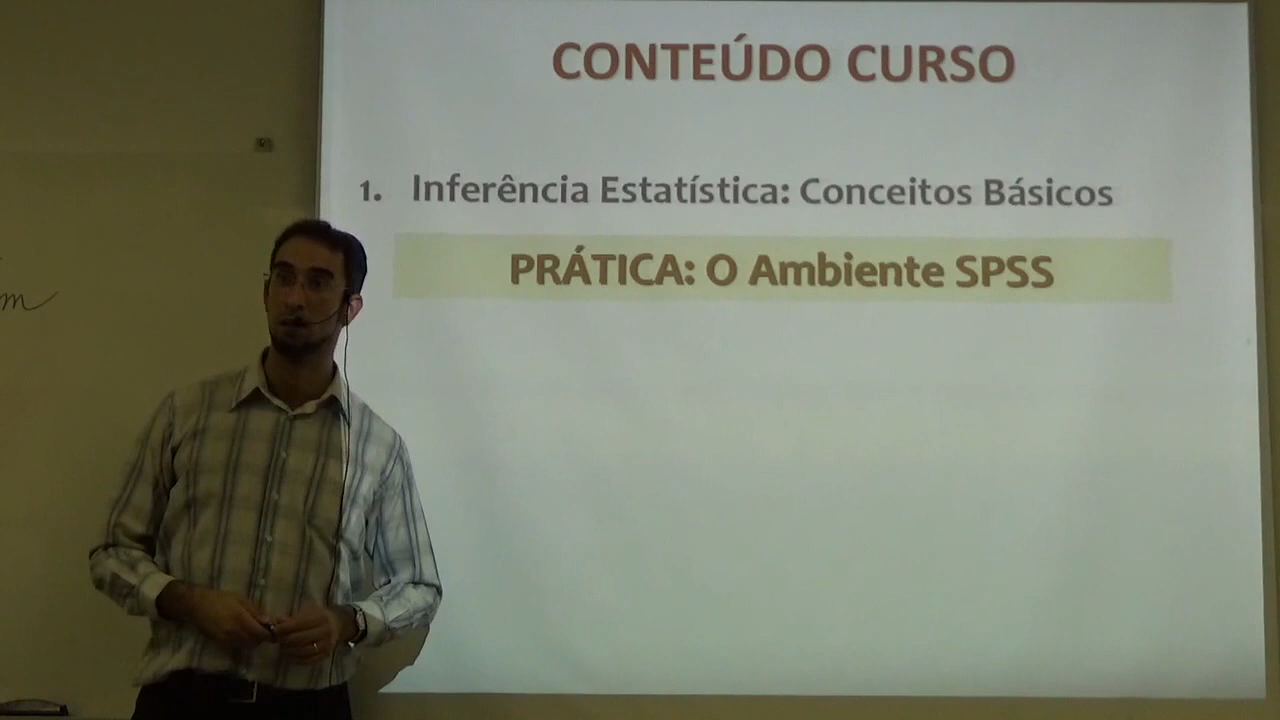 CONTEÚDO CURSO
1. Inferência Estatística: Conceitos Básicos
PRÁTICA: O Ambiente SPSS